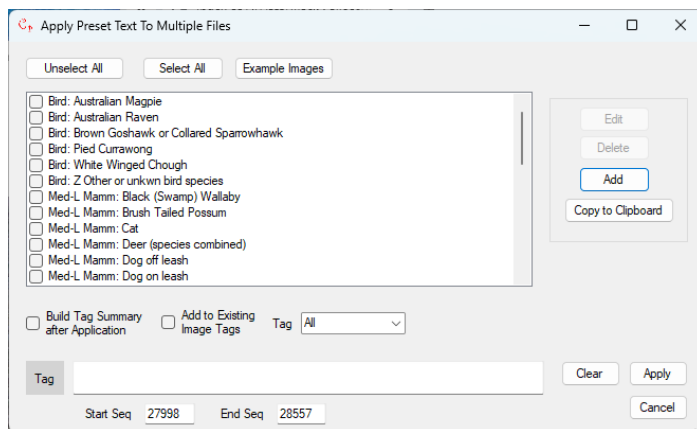 Apply Preset Text To Multiple Files
Unselect All Select All Example Images
Bird: Australian Magpie
Bird: Australian Raven
Bird: Brown Goshawk or Collared Sparrowhawk
Bird: Pied Currawong
Bird: White Winged Chough
Bird: Z Other or unkwn bird species
Med-L Mamm: Black (Swamp) Wallaby
Med-L Mamm: Brush Tailed Possum
Med-L Mamm: Cat
Med-L Mamm: Deer (species combined)
Med-L Mamm: Dog off leash
Med-L Mamm: Dog on leash
Edit
Delete
Add
Copy to Clipboard
Build Tag Summary
after Application
Add to Existing
Image Tags
Tag All
Tag
Clear Apply
Start Seq 27998 End Seq 28557
Cancel